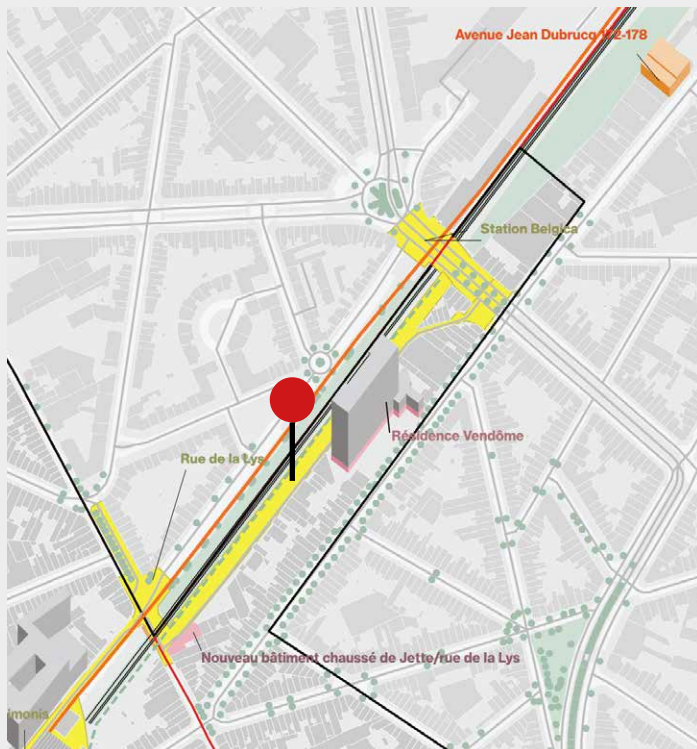 Avenue Jean Dubrucq 172-178
Station Belgica
Résidence Vendôme
Rue de la Lys
Nouveau bâtiment chaussé de Jette/rue de la Lys
imonis